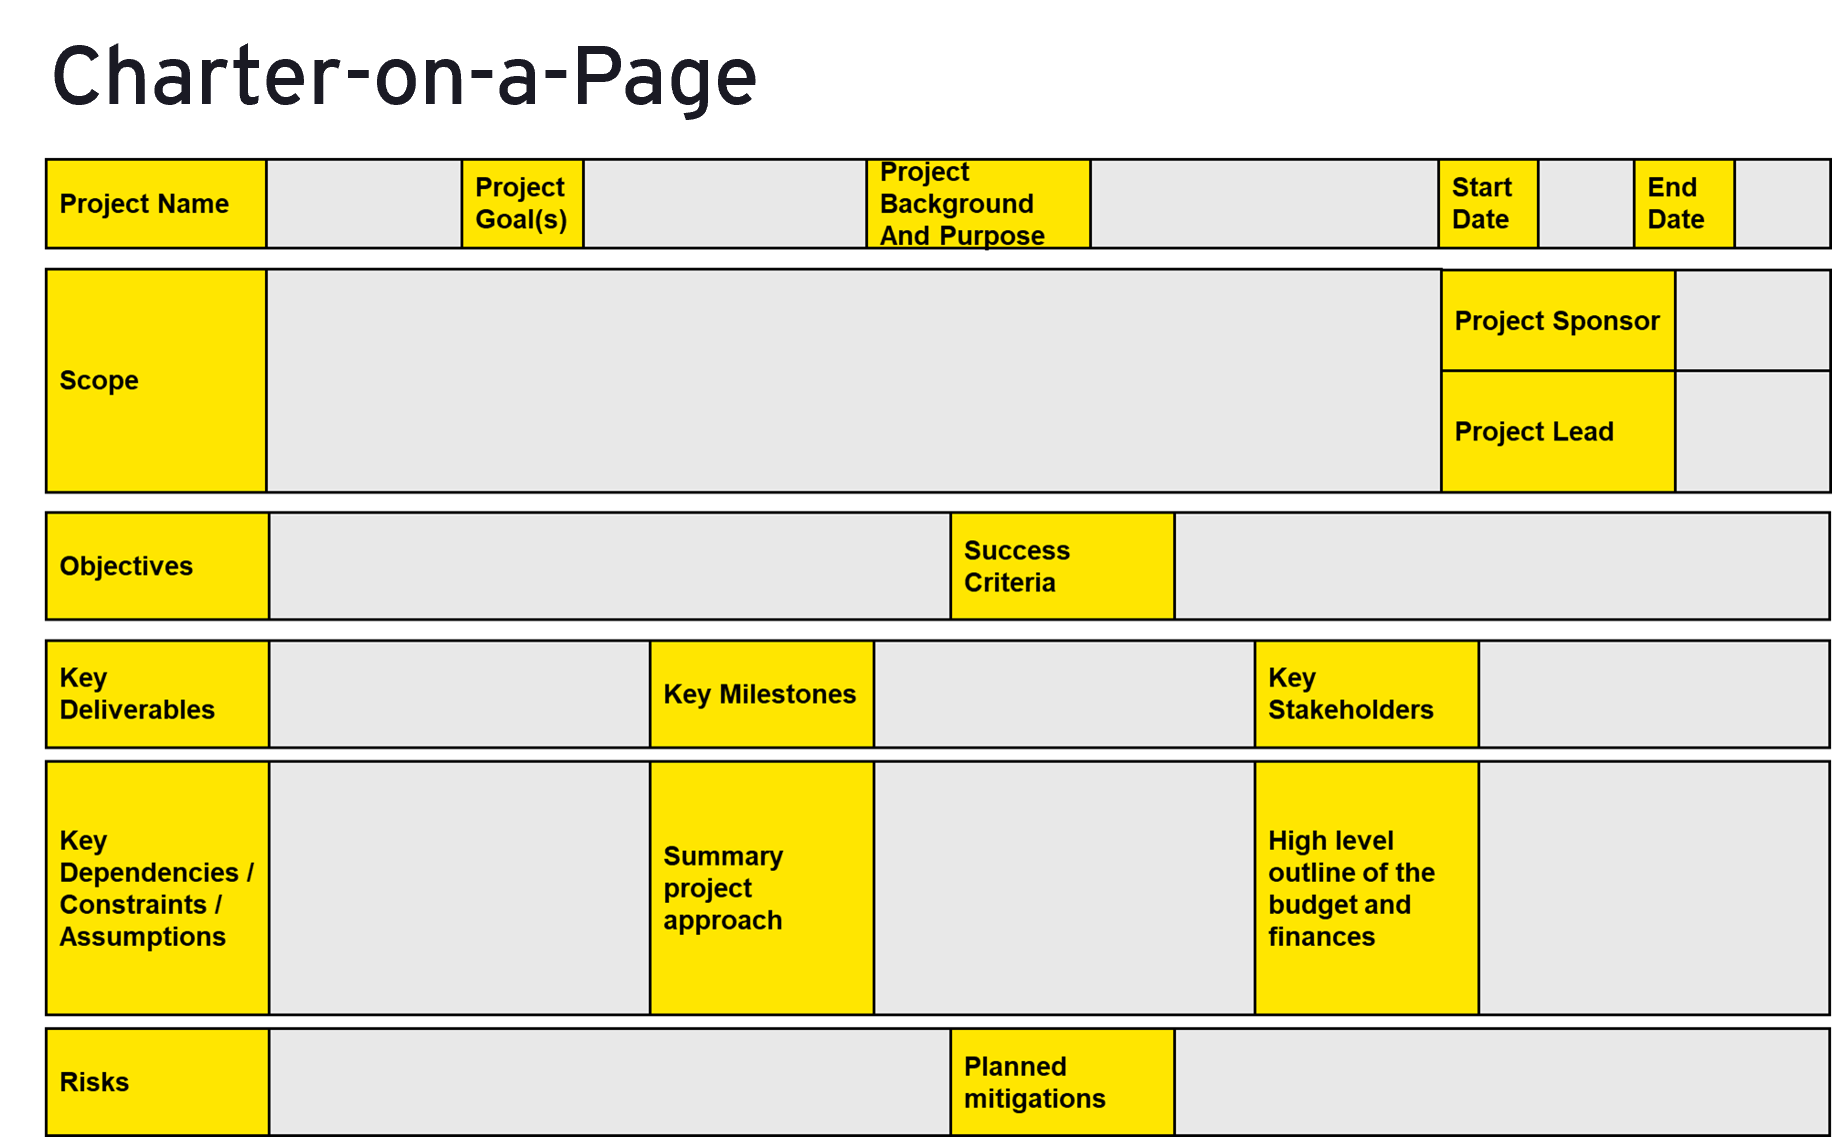 Charter-on-a-Page
Project Name
Project
Goal(s)
Project
Background
And Purpose
Start
Date
End
Date
Scope
Project Sponsor
Project Lead
Objectives
Success
Criteria
Key
Deliverables
Key Milestones
Key
Stakeholders
Key
Dependencies /
Constraints /
Assumptions
Summary
project
approach
High level
outline of the
budget and
finances
Risks
Planned
mitigations